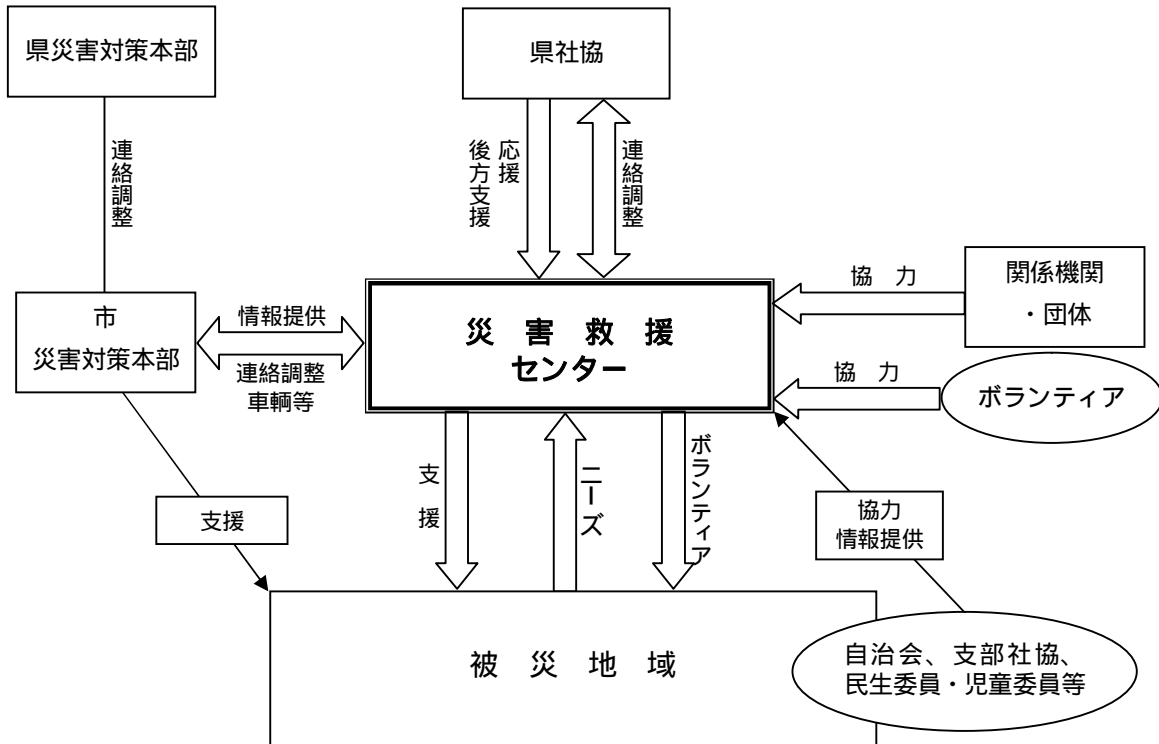 県災害対策本部
県社協
連絡調整
応援
後方支援
連絡調整
協 力
関係機関
・団体
市
災害対策本部
情報提供
連絡調整
車輌等
災 害 救 援
センター
協 力
ボランティア
支援
支 援
ニーズ
ボランティア
協力
情報提供
被 災 地 域
自治会、支部社協、
民生委員・児童委員等